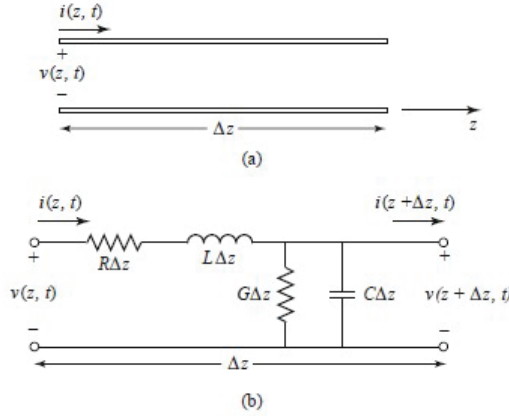 i(z, t)
+
v(z, t)
−
Δz
z
(a)
i(z, t)
i(z +Δz, t)
+
RΔz
LΔz
+
v(z, t)
GΔz
CΔz
v(z + Δz, t)
−
−
Δz
(b)